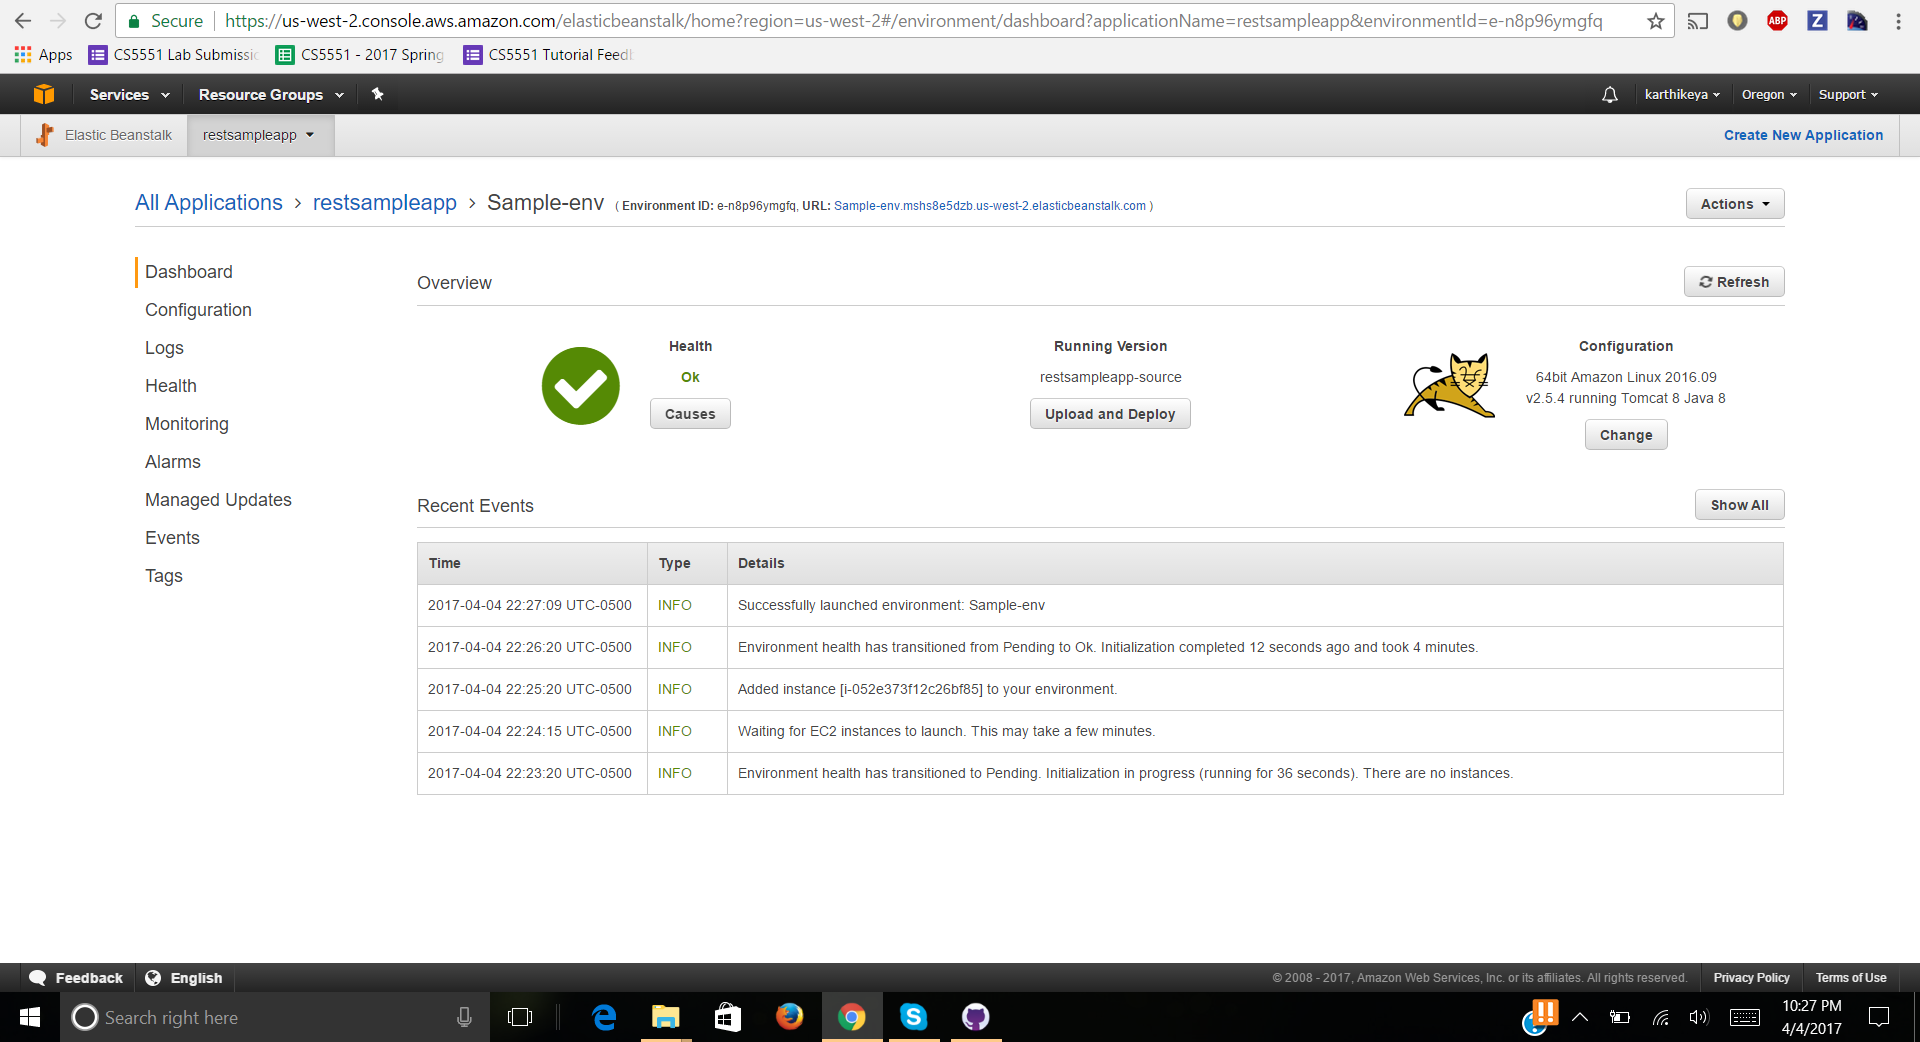 Secure https://us-west-2.console.aws.amazon.com/elasticbeanstalk/home?region=us-west-2#/environment/dashboard?applicationName=restsampleapp&environmentId=e-n8p96ymgfq
ABP Z
Apps CS5551 Lab Submissic CS5551 - 2017 Spring CS5551 Tutorial Feedb
Services Resource Groups karthikeya Oregon Support
Elastic Beanstalk restsampleapp Create New Application
All Applications > restsampleapp > Sample-env ( Environment ID: e-n8p96ymgfq, URL: Sample-env.mshs8e5dzb.us-west-2.elasticbeanstalk.com )
Actions
Dashboard
Configuration
Logs
Health
Monitoring
Alarms
Managed Updates
Events
Tags
Overview
Refresh
Health
Ok
Causes
Running Version
restsampleapp-source
Upload and Deploy
Configuration
64bit Amazon Linux 2016.09
v2.5.4 running Tomcat 8 Java 8
Change
Recent Events
Show All
Time Type Details
2017-04-04 22:27:09 UTC-0500 INFO Successfully launched environment: Sample-env
2017-04-04 22:26:20 UTC-0500 INFO Environment health has transitioned from Pending to Ok. Initialization completed 12 seconds ago and took 4 minutes.
2017-04-04 22:25:20 UTC-0500 INFO Added instance [i-052e373f12c26bf85] to your environment.
2017-04-04 22:24:15 UTC-0500 INFO Waiting for EC2 instances to launch. This may take a few minutes.
2017-04-04 22:23:20 UTC-0500 INFO Environment health has transitioned to Pending. Initialization in progress (running for 36 seconds). There are no instances.
Feedback English © 2008 - 2017, Amazon Web Services, Inc. or its affiliates. All rights reserved. Privacy Policy Terms of Use
Search right here
10:27 PM
4/4/2017